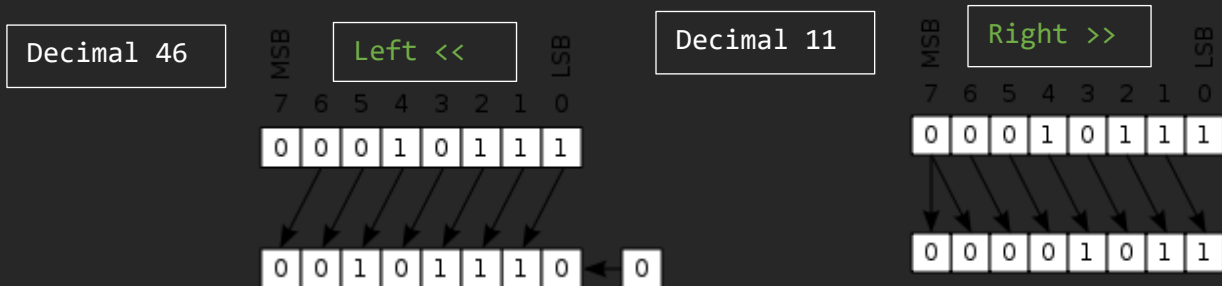 Decimal 46
MSB
Left <<
LSB
7 6 5 4 3 2 1 0
0 0 0 1 0 1 1 1
0 0 1 0 1 1 1 0
0
Decimal 11
MSB
Right >>
LSB
7 6 5 4 3 2 1 0
0 0 0 1 0 1 1 1
0 0 0 0 1 0 1 1